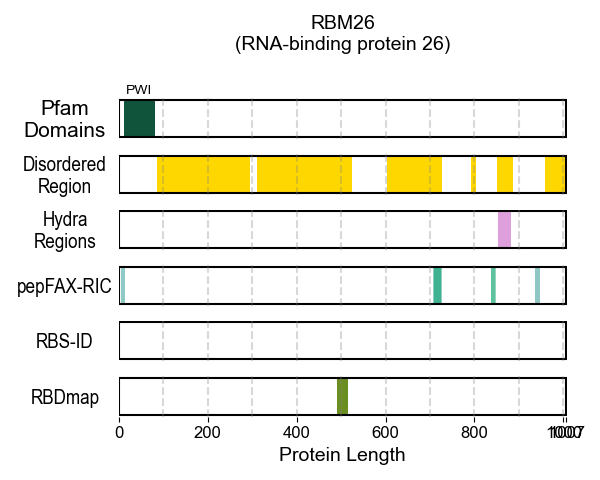 RBM26
(RNA-binding protein 26)
PWI
Pfam
Domains
Disordered
Region
Hydra
Regions
pepFAX-RIC
RBS-ID
RBDmap
0 200 400 600 800 1000 1007
Protein Length